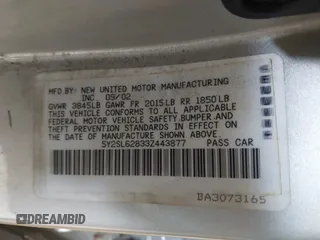 MFD BY NEW UNITED MOTOR MANUFACTURING
INC 09/02
GVWR 3845LB GAWR FR 2015LB RR 1850LB
THIS VEHICLE CONFORMS TO ALL APPLICABLE
FEDERAL MOTOR VEHICLE SAFETY, BUMPER, AND
THEFT PREVENTION STANDARDS IN EFFECT ON
THE DATE OF MANUFACTURE SHOWN ABOVE.
5Y2SL62833Z443877 PASS CAR
BA3073165
DREAMBID